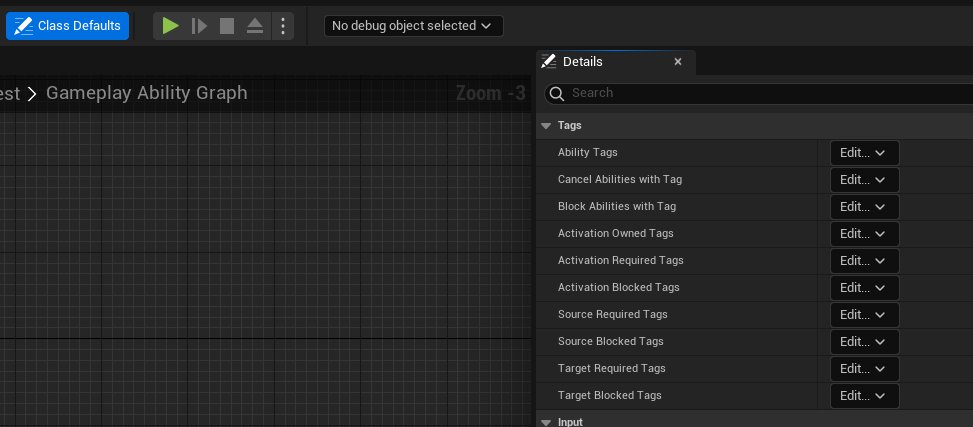 Class Defaults
No debug object selected
Details
est > Gameplay Ability Graph
Zoom -3
Search
Tags
Ability Tags Edit...
Cancel Abilities with Tag Edit...
Block Abilities with Tag Edit...
Activation Owned Tags Edit...
Activation Required Tags Edit...
Activation Blocked Tags Edit...
Source Required Tags Edit...
Source Blocked Tags Edit...
Target Required Tags Edit...
Target Blocked Tags Edit...
Input